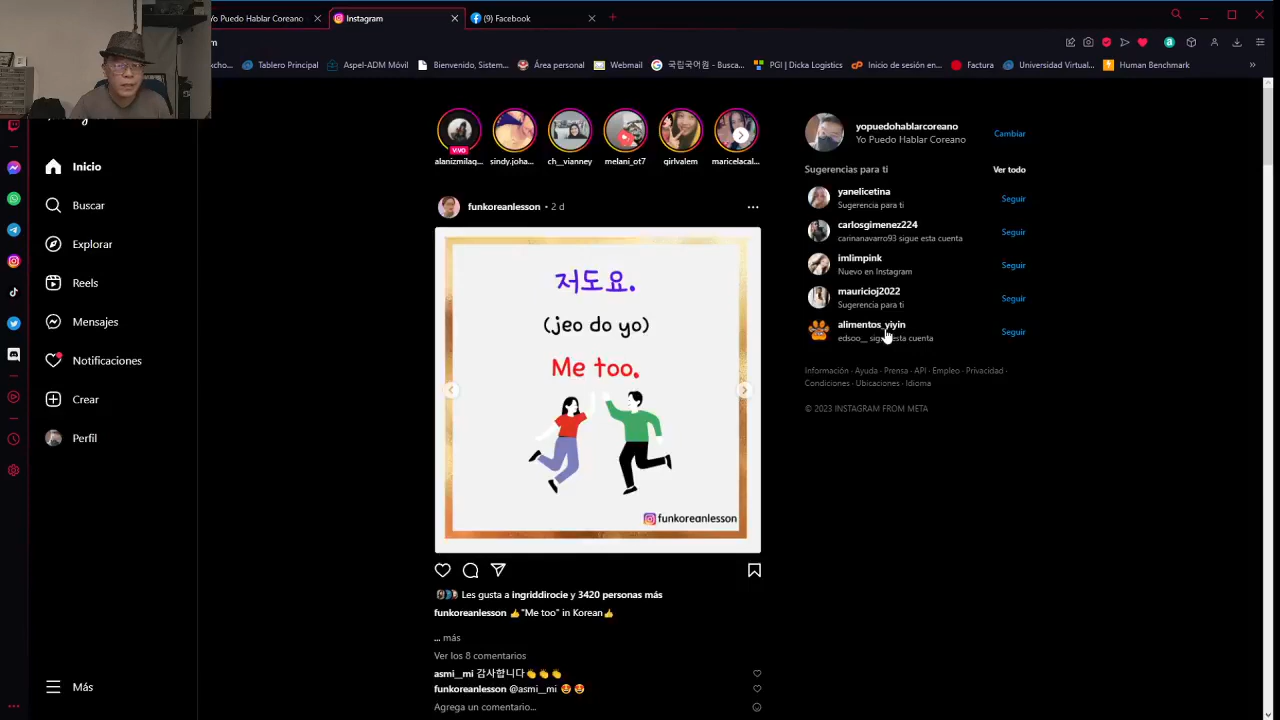 Yo Puedo Hablar Coreano
Instagram
(9) Facebook
Tablero Principal
Aspel-ADM Móvil
Bienvenido, Sistem...
Área personal
Webmail
국립국어원 - Busca...
PGJ | Dicka Logistics
Inicio de sesión en...
Factura
Universidad Virtual...
Human Benchmark
»
Inicio
Buscar
Explorar
Reels
Mensajes
Notificaciones
Crear
Perfil
Más
VIVO
alanizmilaq...
sindy.joha...
ch__vianney
melani_ot7
qirlvalem
maricelacal...
funkoreanlesson • 2 d
저도요.
(jeo do yo)
Me too.
funkoreanlesson
Les gusta a ingriddirocie y 3420 personas más
funkoreanlesson 👍"Me too" in Korean👍
... más
Ver los 8 comentarios
asmi__mi 감사합니다👏👏👏
funkoreanlesson @asmi__mi 😍😍
Agrega un comentario...
yopuedohablarcoreano
Yo Puedo Hablar Coreano
Cambiar
Sugerencias para ti
Ver todo
yanelicetina
Sugerencia para ti
Seguir
carlosgimenez224
carinanavarro93 sigue esta cuenta
Seguir
imlimpink
Nuevo en Instagram
Seguir
mauricioj2022
Sugerencia para ti
Seguir
alimentos_yiyin
edsoo__ sigue esta cuenta
Seguir
Información · Ayuda · Prensa · API · Empleo · Privacidad ·
Condiciones · Ubicaciones · Idioma
© 2023 INSTAGRAM FROM META